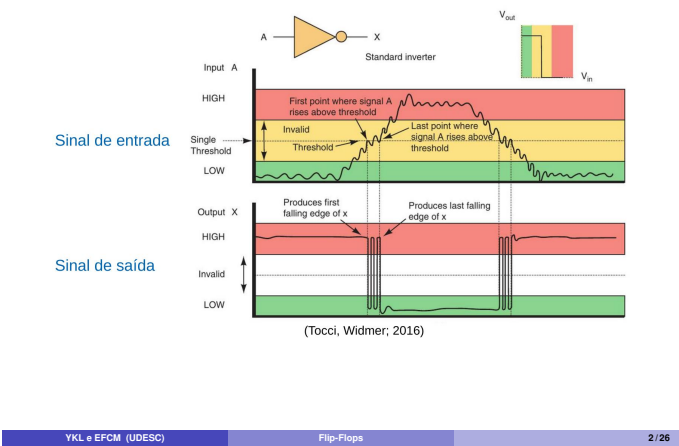 V_out
A
X
Standard inverter
V_in
Input A
HIGH
First point where signal A
rises above threshold
Invalid
Last point where
signal A rises above
threshold
Sinal de entrada
Single
Threshold
Threshold
LOW
Produces first
falling edge of x
Produces last falling
edge of x
Output X
HIGH
Sinal de saída
Invalid
LOW
(Tocci, Widmer; 2016)
YKL e EFCM (UDESC)
Flip-Flops
2 / 26